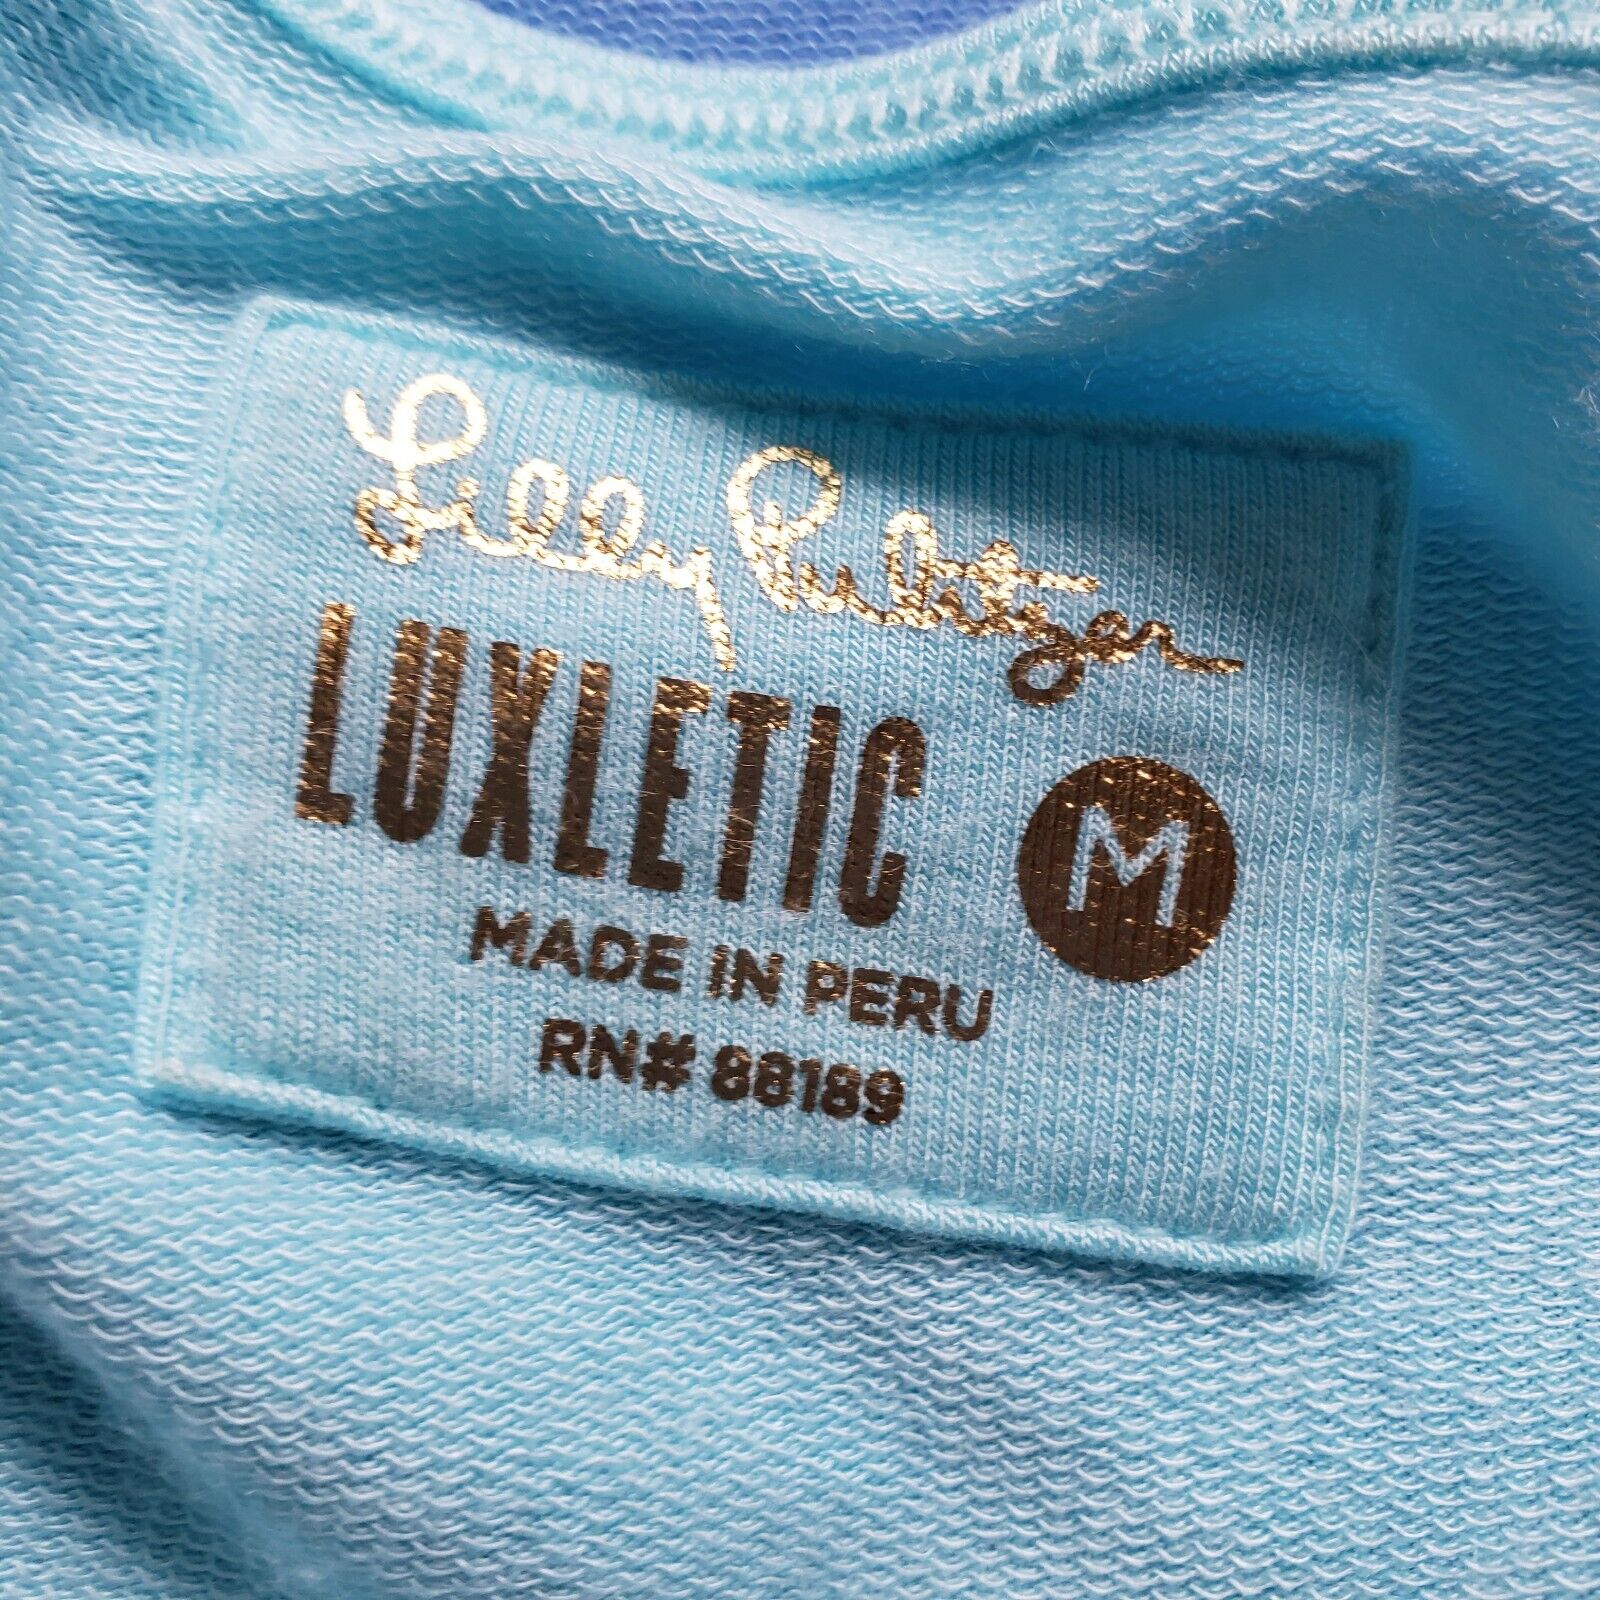 Lilly Pulitzer
LUXLETIC
M
MADE IN PERU
RN# 88189